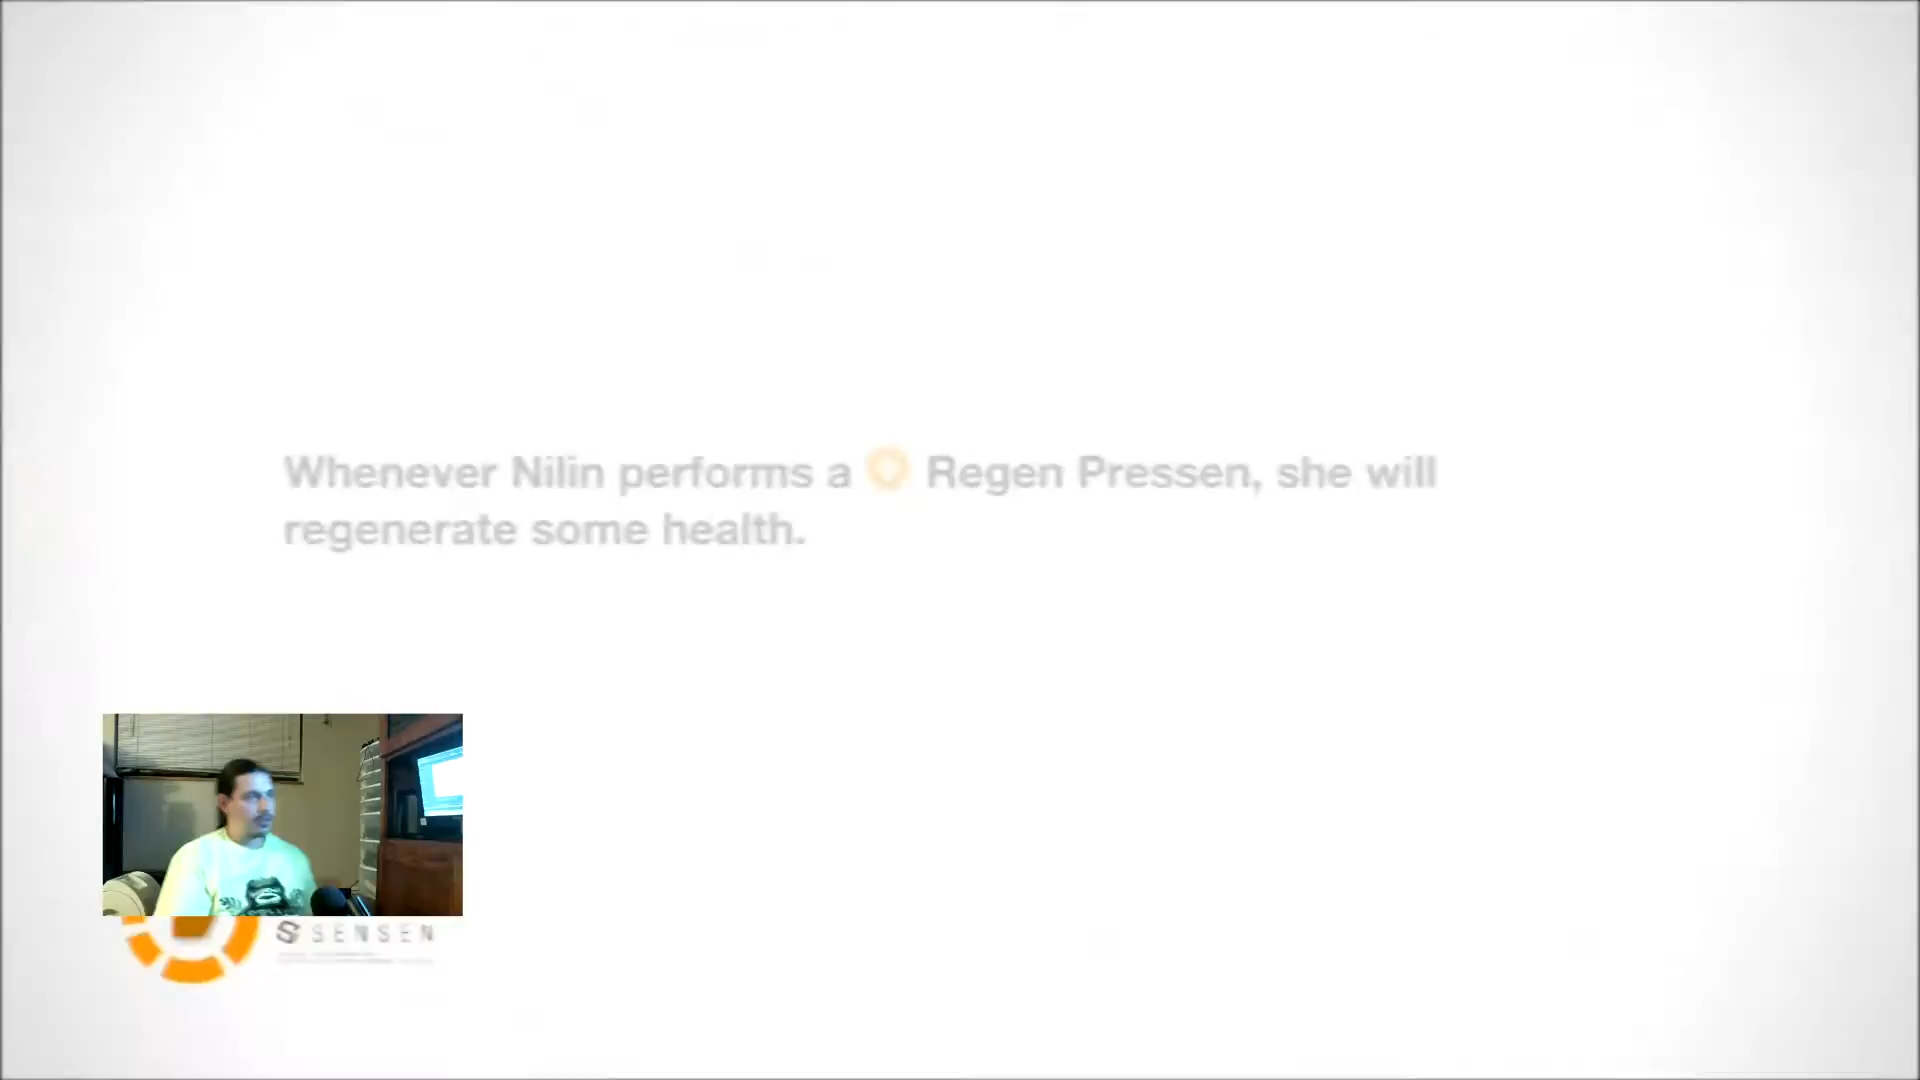 Whenever Nilin performs a Regen Pressen, she will
regenerate some health.
SENSEN